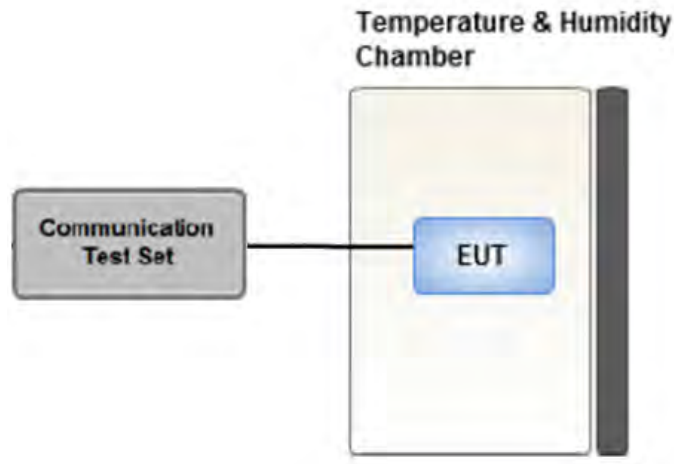 Temperature & Humidity
Chamber
Communication
Test Set
EUT